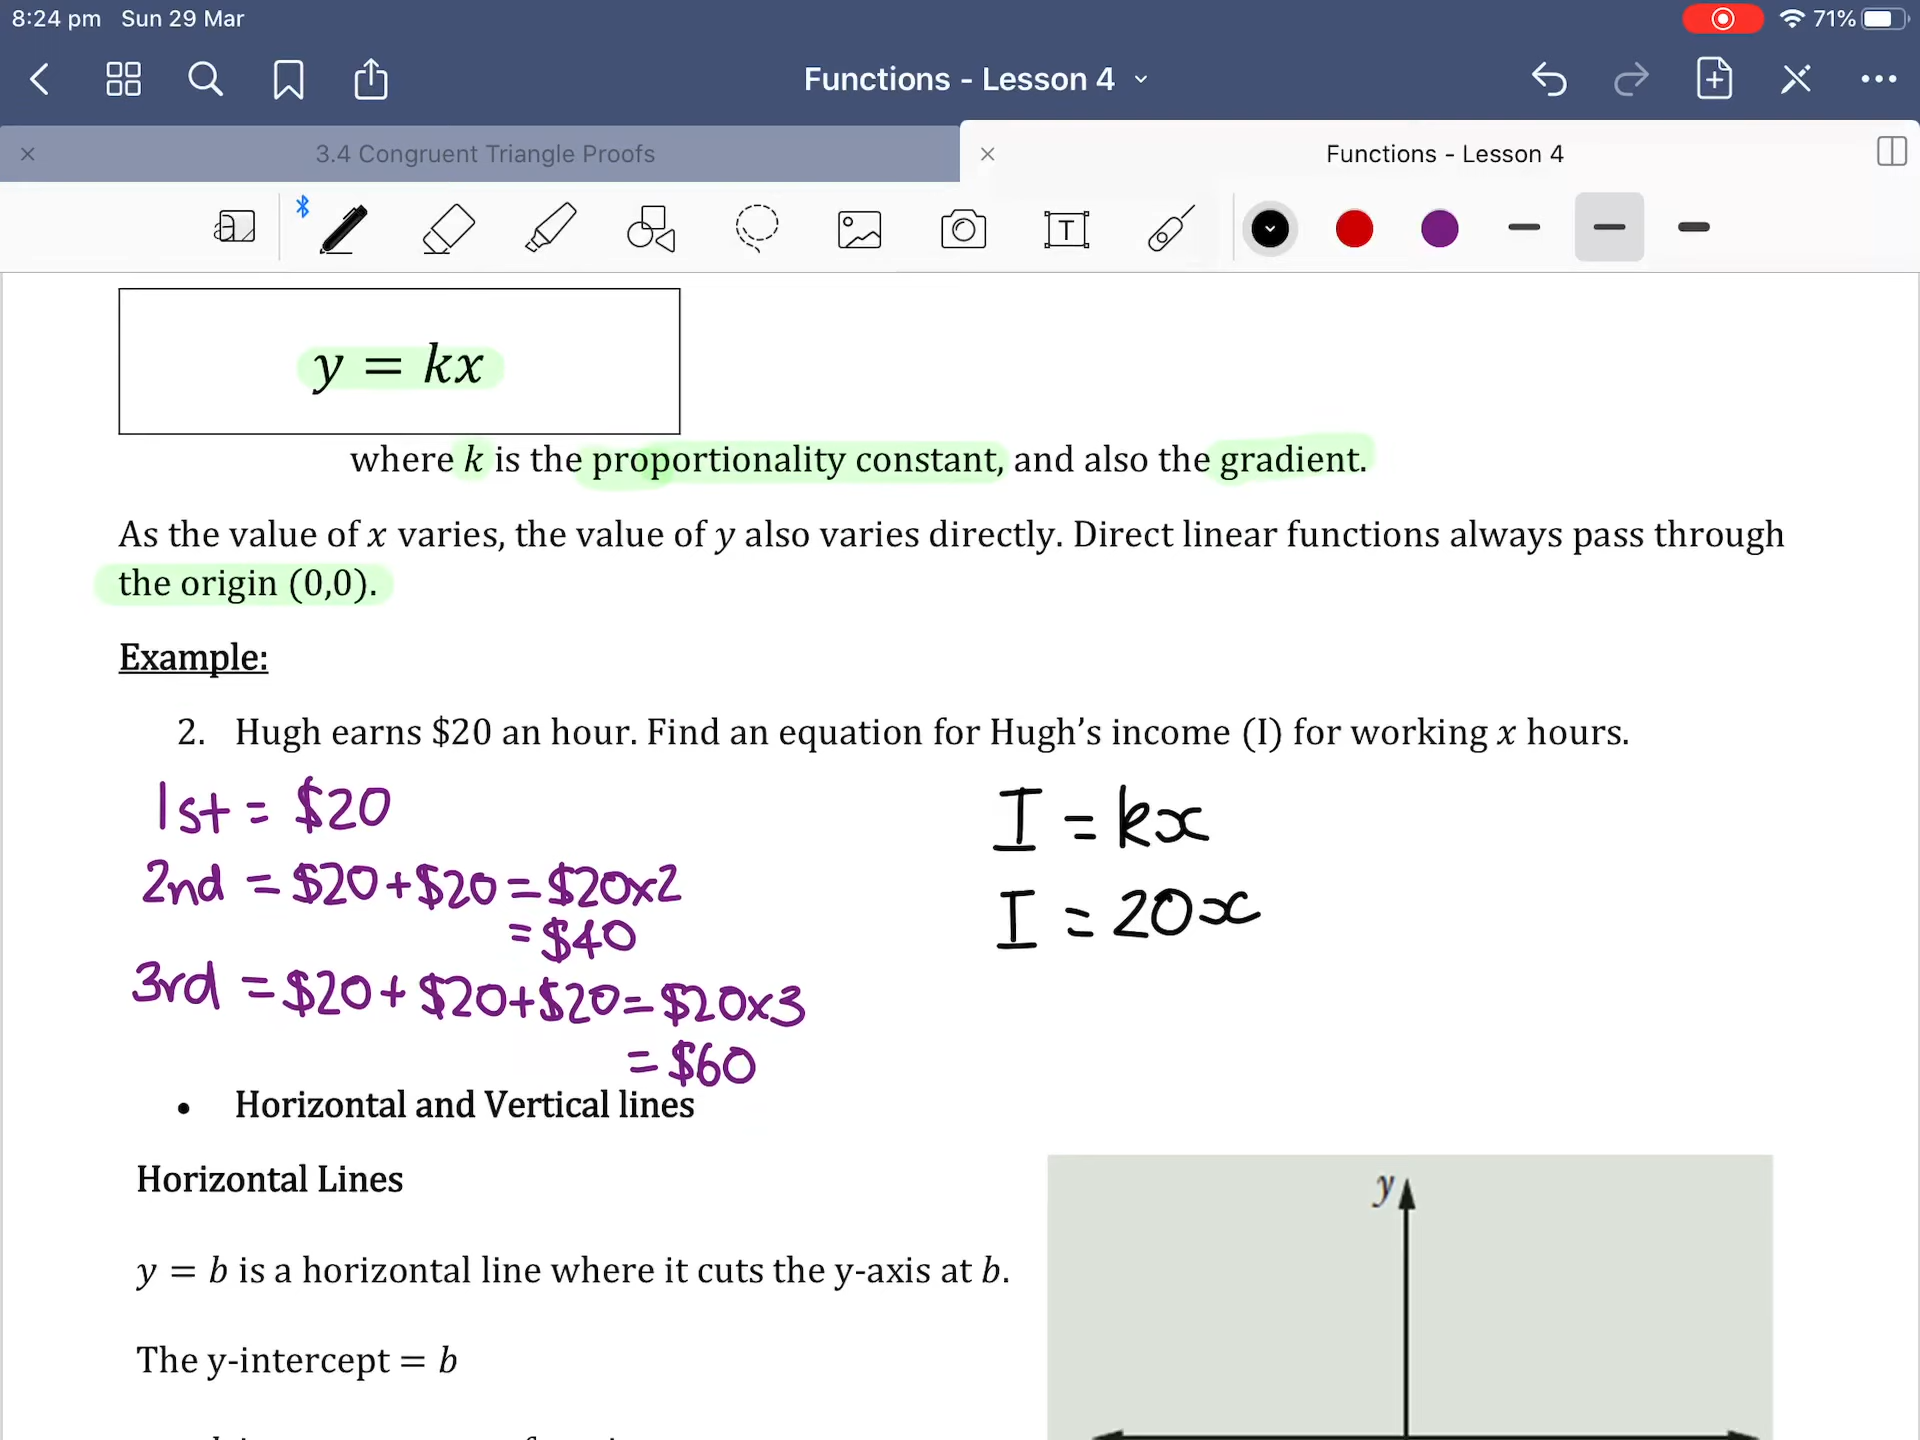 8:24 pm Sun 29 Mar
71%
Functions - Lesson 4
3.4 Congruent Triangle Proofs
Functions - Lesson 4
y = kx
where k is the proportionality constant, and also the gradient.
As the value of x varies, the value of y also varies directly. Direct linear functions always pass through
the origin (0,0).
Example:
2. Hugh earns $20 an hour. Find an equation for Hugh’s income (I) for working x hours.
1st = $20
2nd = $20+$20 = $20x2
= $40
3rd = $20+ $20+$20= $20x3
= $60
I = kx
I = 20x
• Horizontal and Vertical lines
Horizontal Lines
y = b is a horizontal line where it cuts the y-axis at b.
The y-intercept = b
y